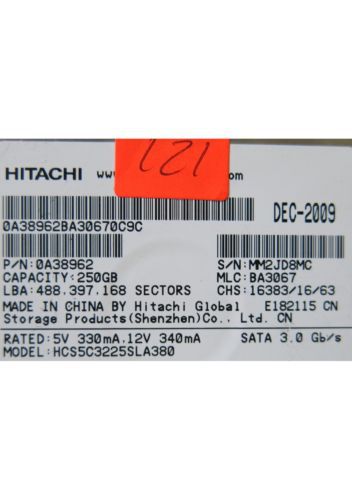 121
HITACHI www .com
DEC-2009
0A38962BA30670C9C
P/N:0A38962 S/N:MM2JD8MC
CAPACITY:250GB MLC:BA3067
LBA:488.397.168 SECTORS CHS:16383/16/63
MADE IN CHINA BY Hitachi Global E182115 CN
Storage Products(Shenzhen)Co., Ltd. CN
RATED:5V 330mA,12V 340mA SATA 3.0 Gb/s
MODEL:HCS5C3225SLA380